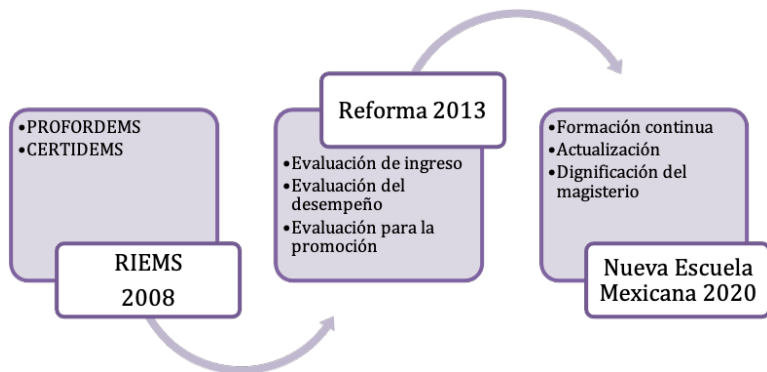 •PROFORDEMS
•CERTIDEMS
RIEMS
2008
Reforma 2013
•Evaluación de ingreso
•Evaluación del
desempeño
•Evaluación para la
promoción
•Formación continua
•Actualización
•Dignificación del
magisterio
Nueva Escuela
Mexicana 2020